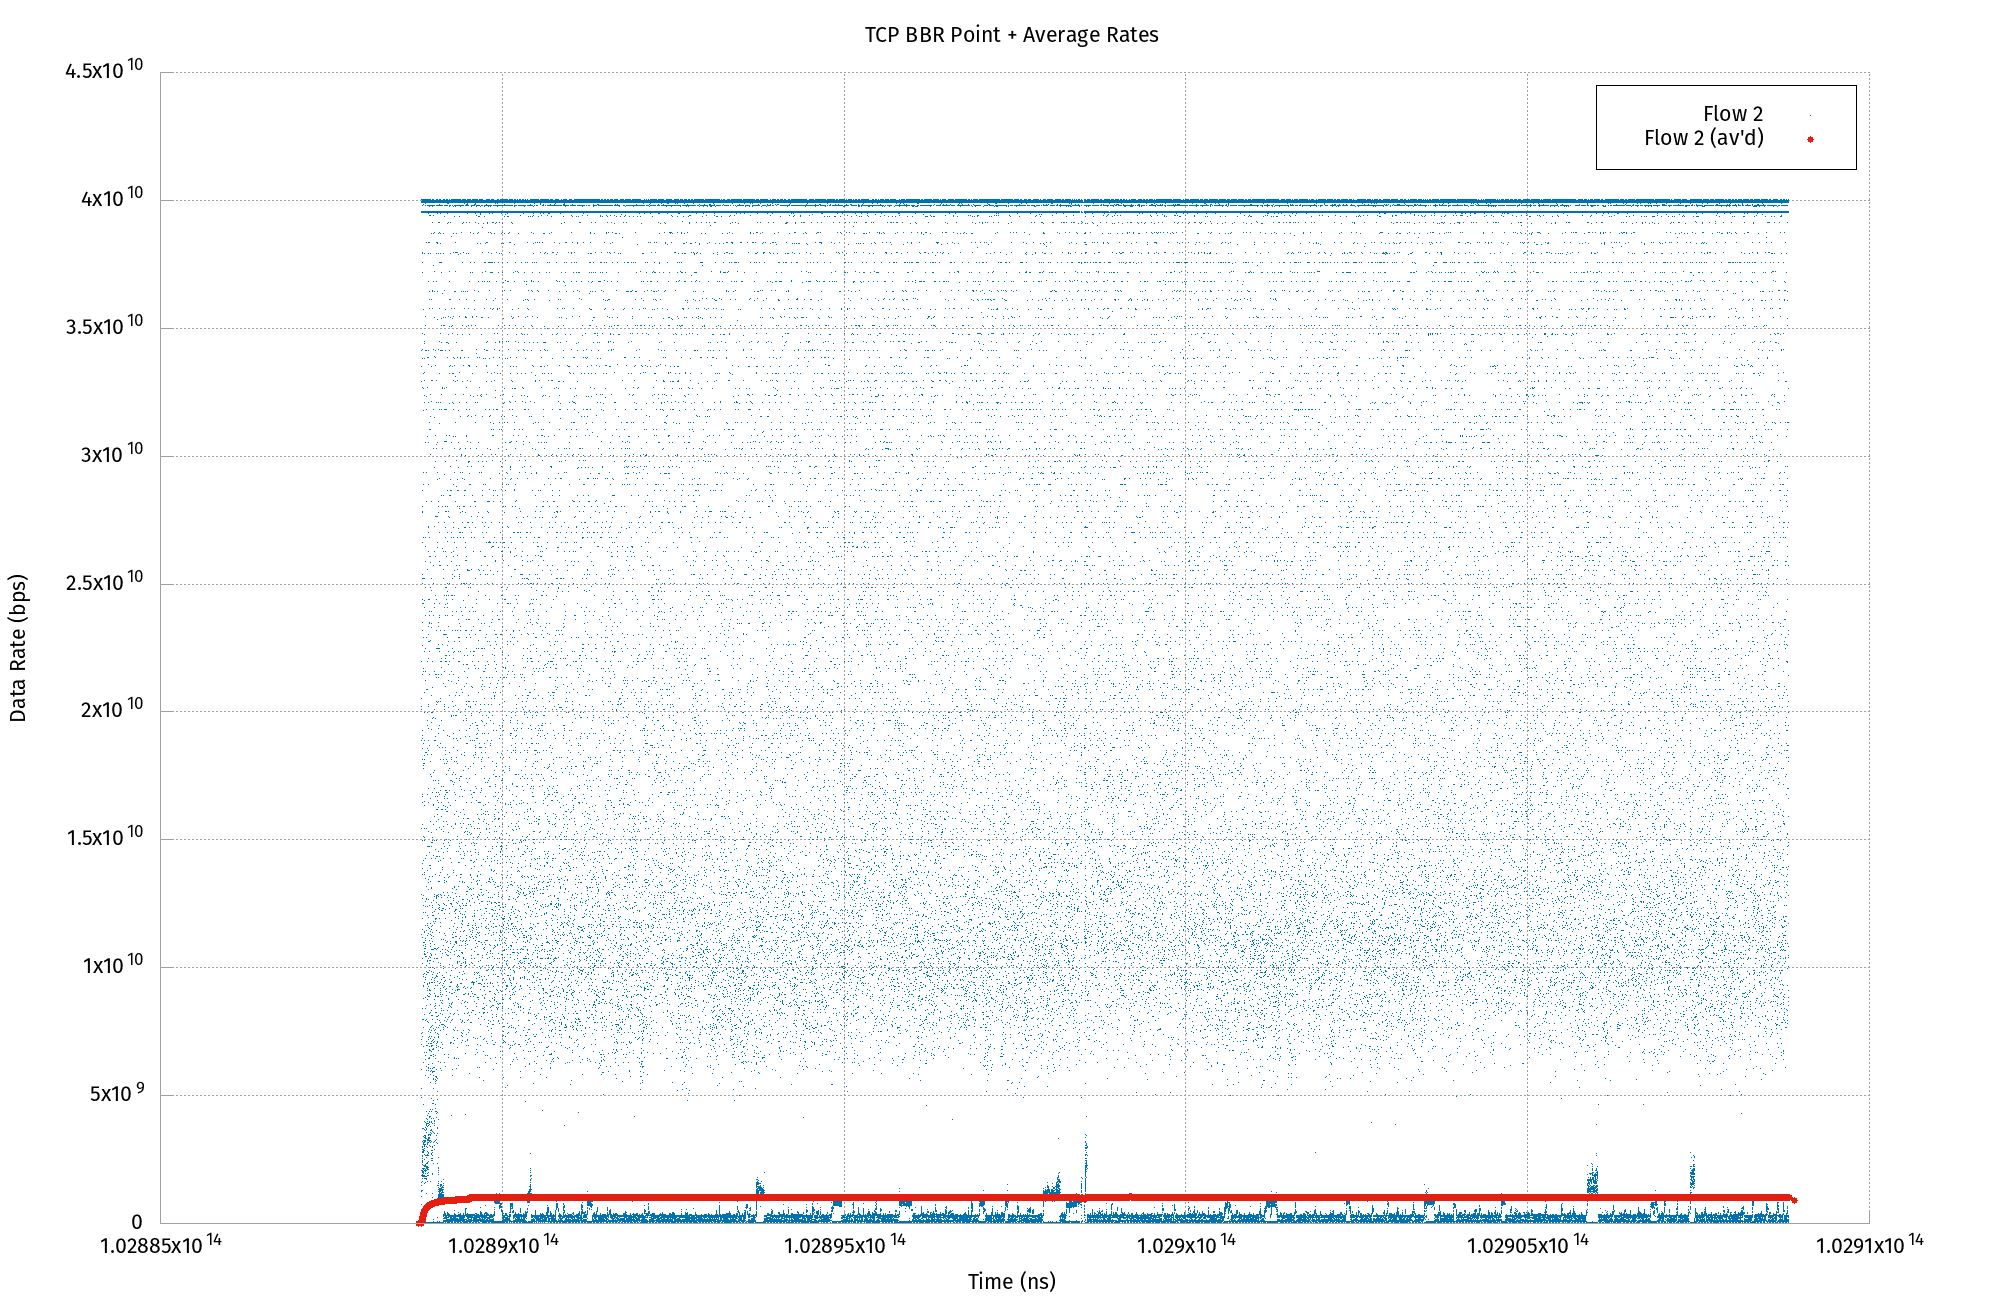 TCP BBR Point + Average Rates
4.5x10^10
4x10^10
3.5x10^10
3x10^10
2.5x10^10
2x10^10
1.5x10^10
1x10^10
5x10^9
0
Data Rate (bps)
Flow 2
Flow 2 (av'd)
1.02885x10^14
1.0289x10^14
1.02895x10^14
1.029x10^14
1.02905x10^14
1.0291x10^14
Time (ns)